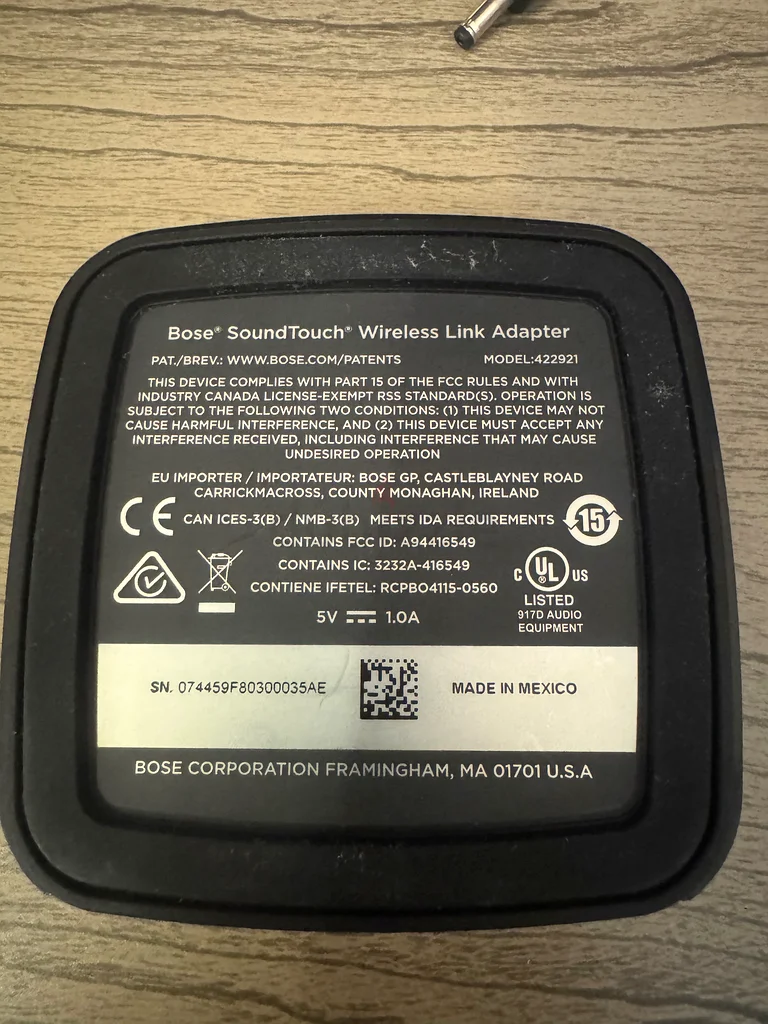 Bose® SoundTouch® Wireless Link Adapter
PAT./BREV.: WWW.BOSE.COM/PATENTS MODEL:422921
THIS DEVICE COMPLIES WITH PART 15 OF THE FCC RULES AND WITH
INDUSTRY CANADA LICENSE-EXEMPT RSS STANDARD(S). OPERATION IS
SUBJECT TO THE FOLLOWING TWO CONDITIONS: (1) THIS DEVICE MAY NOT
CAUSE HARMFUL INTERFERENCE, AND (2) THIS DEVICE MUST ACCEPT ANY
INTERFERENCE RECEIVED, INCLUDING INTERFERENCE THAT MAY CAUSE
UNDESIRED OPERATION
EU IMPORTER / IMPORTATEUR: BOSE GP, CASTLEBLAYNEY ROAD
CARRICKMACROSS, COUNTY MONAGHAN, IRELAND
CE CAN ICES-3(B) / NMB-3(B) MEETS IDA REQUIREMENTS 15
CONTAINS FCC ID: A94416549
CONTAINS IC: 3232A-416549
CONTIENE IFETEL: RCPBO4115-0560
5V 1.0A
C UL® US
LISTED
917D AUDIO
EQUIPMENT
SN. 074459F80300035AE MADE IN MEXICO
BOSE CORPORATION FRAMINGHAM, MA 01701 U.S.A